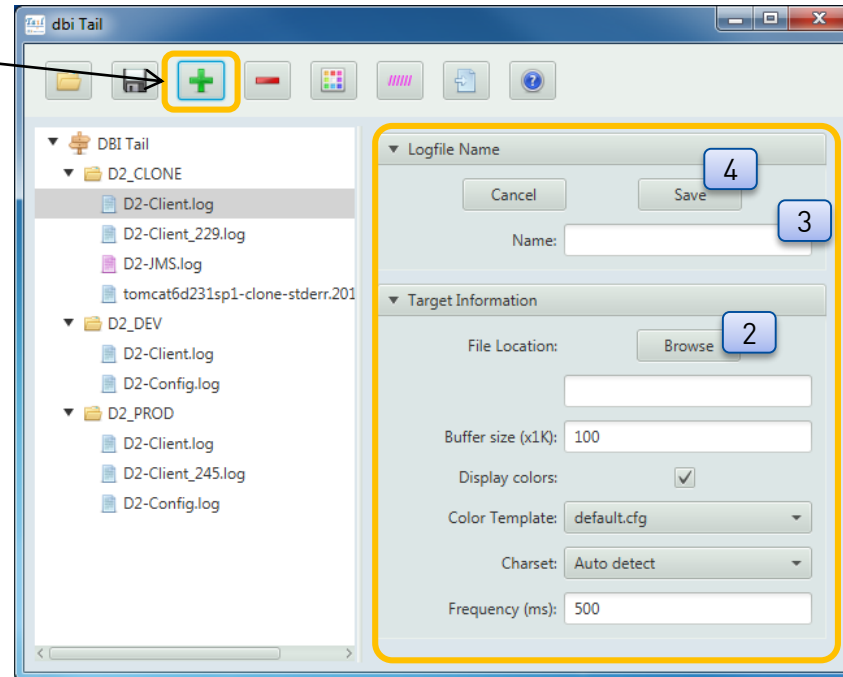 dbi Tail
DBI Tail
D2_CLONE
D2-Client.log
D2-Client_229.log
D2-JMS.log
tomcat6d231sp1-clone-stderr.201
D2_DEV
D2-Client.log
D2-Config.log
D2_PROD
D2-Client.log
D2-Client_245.log
D2-Config.log
Logfile Name
4
Cancel Save
3
Name:
Target Information
2
File Location: Browse
Buffer size (x1K): 100
Display colors:
Color Template: default.cfg
Charset: Auto detect
Frequency (ms): 500